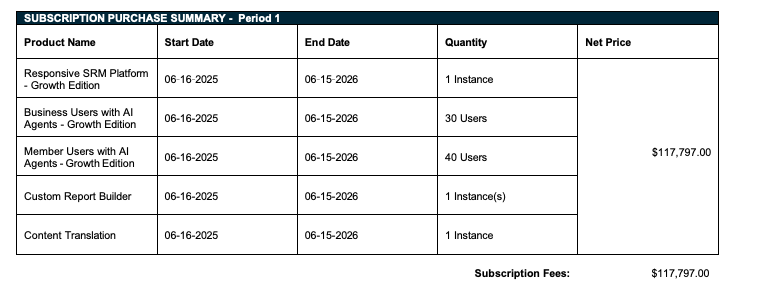 SUBSCRIPTION PURCHASE SUMMARY - Period 1
Product Name Start Date End Date Quantity Net Price
Responsive SRM Platform
- Growth Edition
06-16-2025 06-15-2026 1 Instance
Business Users with AI
Agents - Growth Edition
06-16-2025 06-15-2026 30 Users
Member Users with AI
Agents - Growth Edition
06-16-2025 06-15-2026 40 Users
$117,797.00
Custom Report Builder 06-16-2025 06-15-2026 1 Instance(s)
Content Translation 06-16-2025 06-15-2026 1 Instance
Subscription Fees: $117,797.00